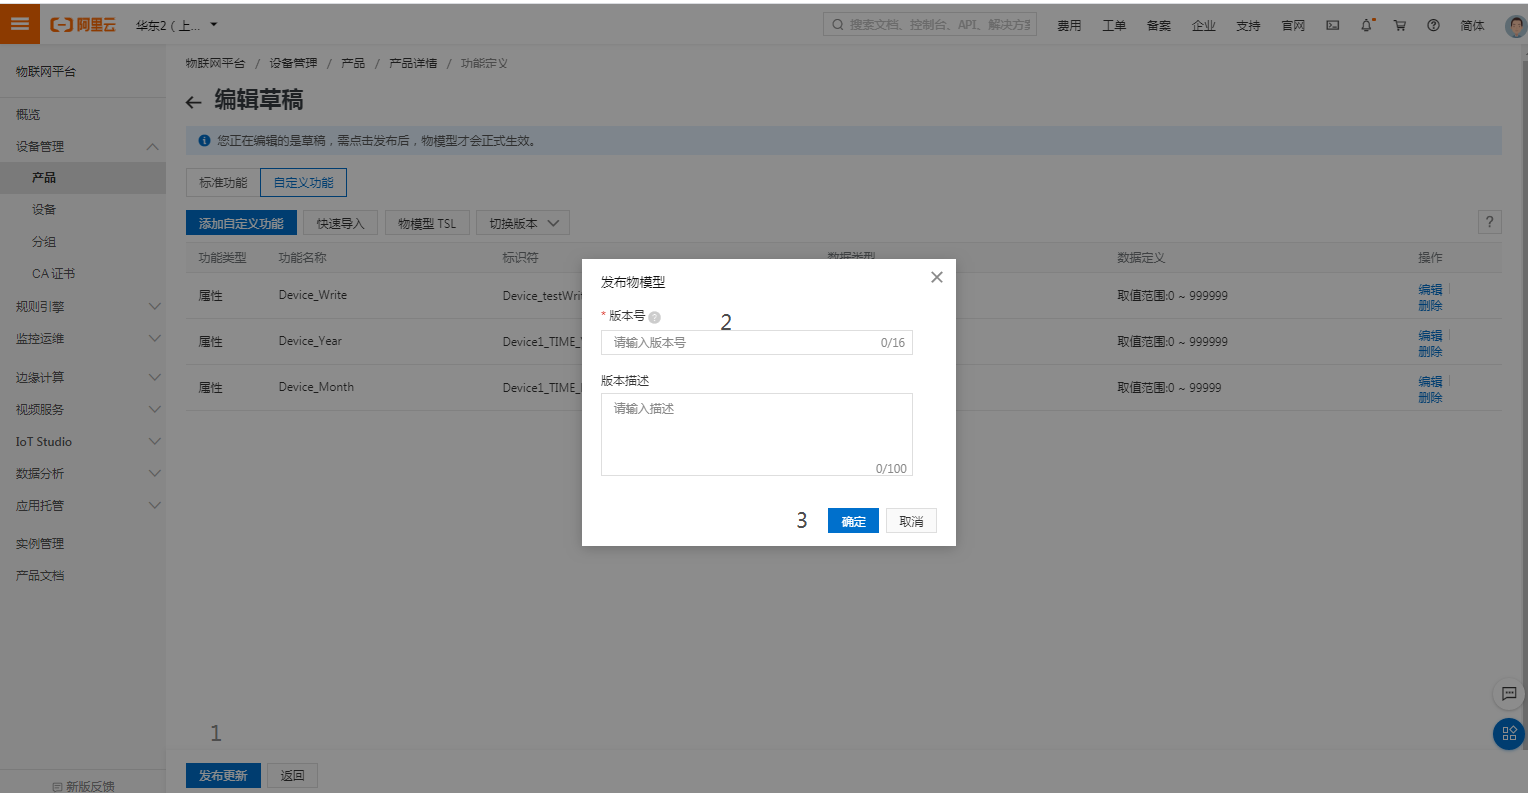 阿里云
华东2（上...
搜索文档、控制台、API、解决方案
费用
工单
备案
企业
支持
官网
简体
物联网平台
概览
设备管理
产品
设备
分组
CA 证书
规则引擎
监控运维
边缘计算
视频服务
IoT Studio
数据分析
应用托管
实例管理
产品文档
新版反馈
物联网平台 / 设备管理 / 产品 / 产品详情 / 功能定义
← 编辑草稿
您正在编辑的是草稿，需点击发布后，物模型才会正式生效。
标准功能 自定义功能
添加自定义功能 快速导入 物模型 TSL 切换版本
?
功能类型 功能名称 标识符 数据类型 数据定义 操作
属性 Device_Write Device_testWri 取值范围:0 ~ 999999 编辑
删除
属性 Device_Year Device1_TIME_ 取值范围:0 ~ 999999 编辑
删除
属性 Device_Month Device1_TIME_ 取值范围:0 ~ 99999 编辑
删除
发布物模型
* 版本号 ?
2
请输入版本号 0/16
版本描述
请输入描述
0/100
3 确定 取消
1
发布更新 返回